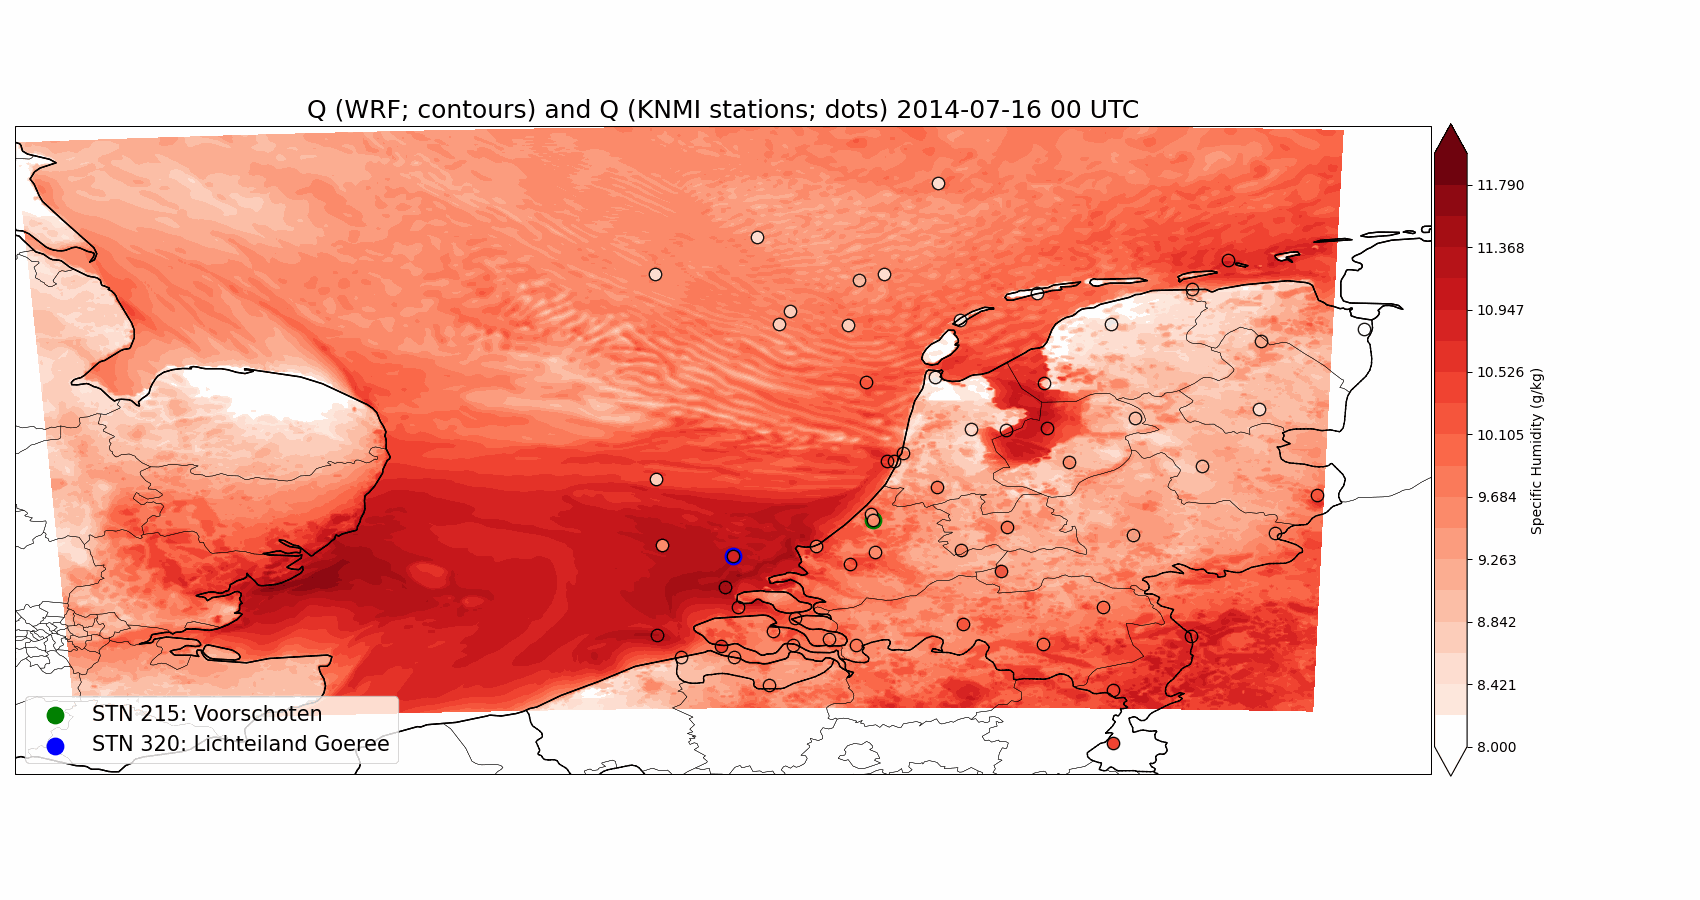 Q (WRF; contours) and Q (KNMI stations; dots) 2014-07-16 00 UTC
11.790
11.368
10.947
10.526
10.105
9.684
9.263
8.842
8.421
8.000
Specific Humidity (g/kg)
STN 215: Voorschoten
STN 320: Lichteiland Goeree